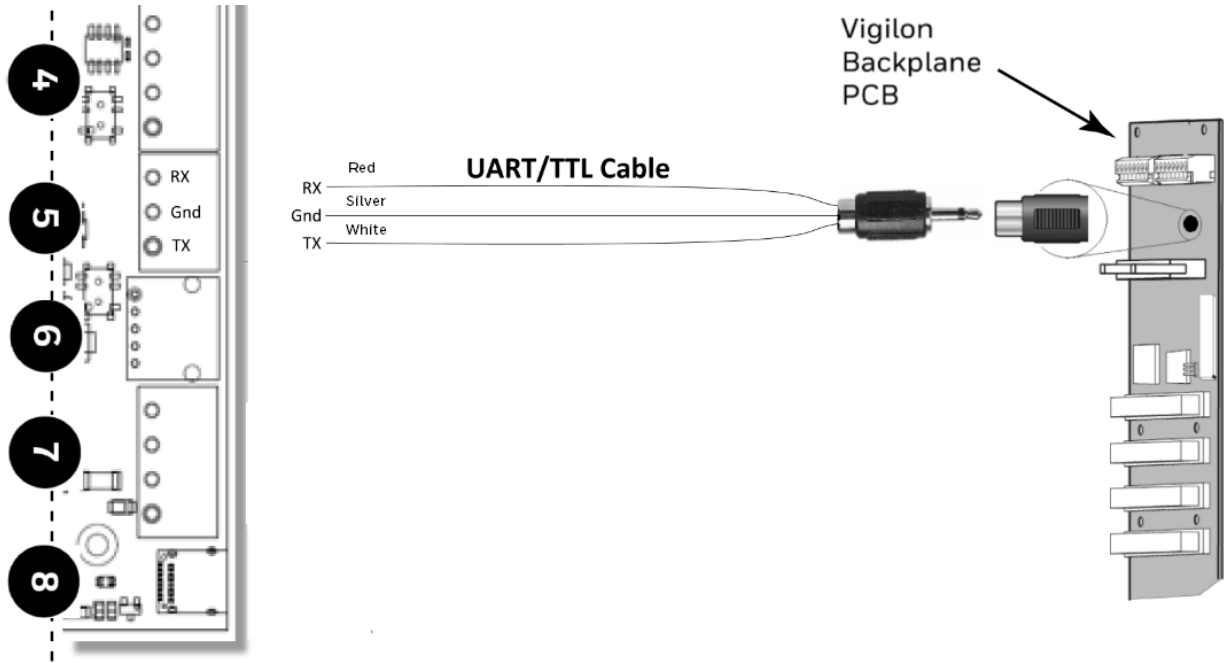 4
5
6
7
8
RX
Gnd
TX
UART/TTL Cable
Red
RX
Silver
Gnd
White
TX
Vigilon
Backplane
PCB